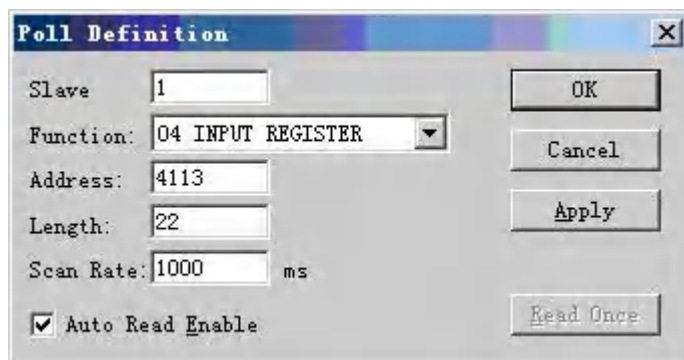 Poll Definition
Slave 1
Function: 04 INPUT REGISTER
Address: 4113
Length: 22
Scan Rate: 1000 ms
Auto Read Enable
OK
Cancel
Apply
Read Once